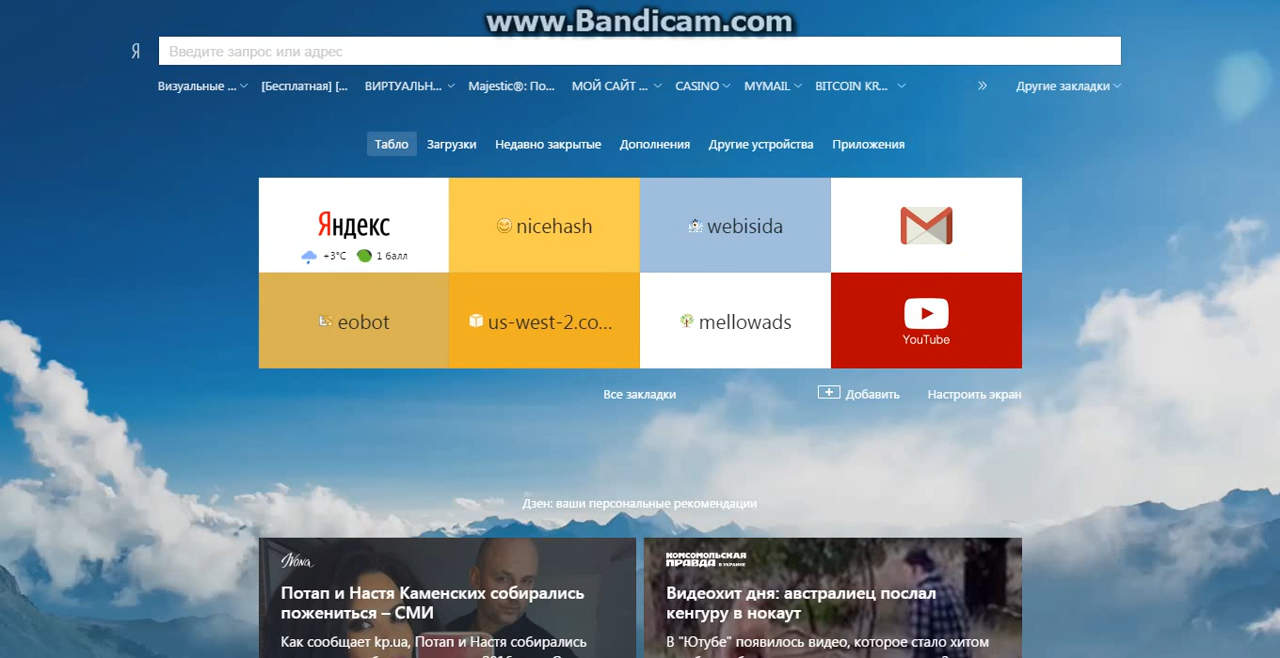 www.Bandicam.com
Я Введите запрос или адрес
Визуальные ... [Бесплатная] [... ВИРТУАЛЬН... Majestic®: По... МОЙ САЙТ ... CASINO MYMAIL BITCOIN KR... » Другие закладки
Табло Загрузки Недавно закрытые Дополнения Другие устройства Приложения
Яндекс
+3°C 1 балл
nicehash
webisida
eobot
us-west-2.co...
mellowads
YouTube
Все закладки Добавить Настроить экран
Дзен: ваши персональные рекомендации
Nona
Потап и Настя Каменских собирались
пожениться – СМИ
Как сообщает kp.ua, Потап и Настя собирались
КОМСОМОЛЬСКАЯ
ПРАВДА В УКРАИНЕ
Видеохит дня: австралиец послал
кенгуру в нокаут
В "Ютубе" появилось видео, которое стало хитом